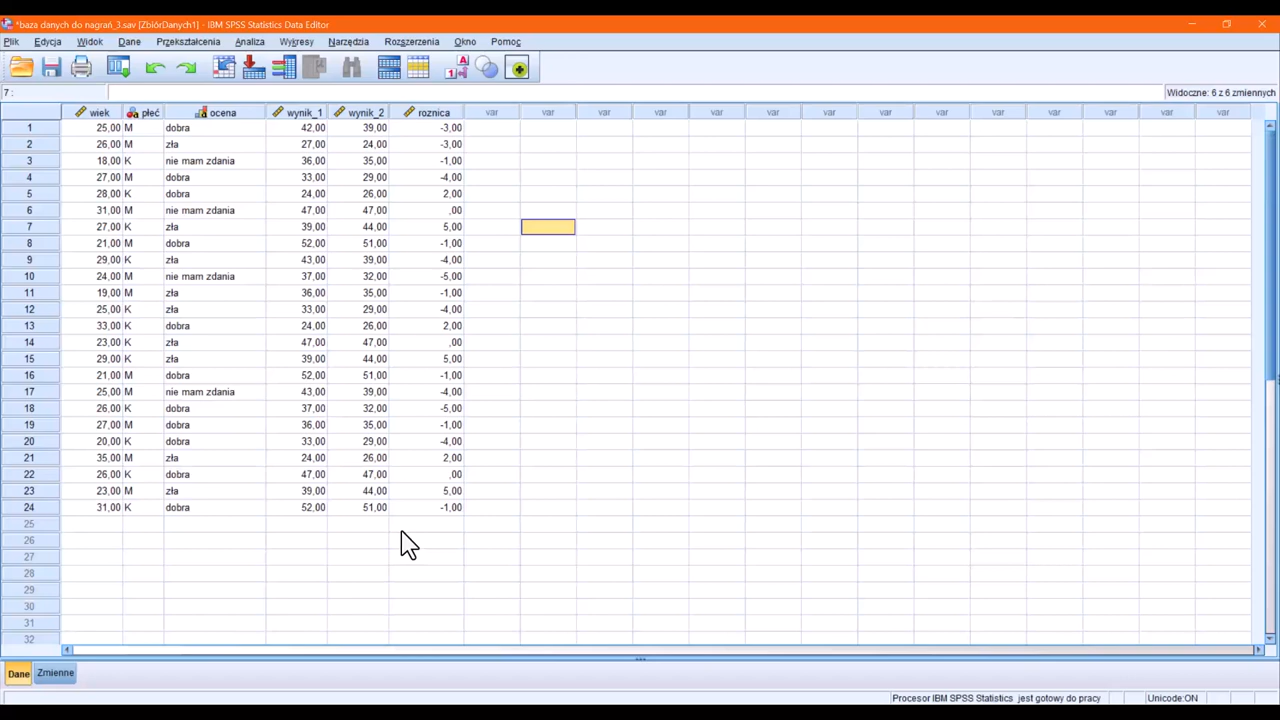 *baza danych do nagrań_3.sav [ZbiórDanych1] - IBM SPSS Statistics Data Editor
Plik Edycja Widok Dane Przekształcenia Analiza Wykresy Narzędzia Rozszerzenia Okno Pomoc
7 : Widoczne: 6 z 6 zmiennych
wiek płeć ocena wynik_1 wynik_2 roznica var var var var var var var var var var var var var var
1 25,00 M dobra 42,00 39,00 -3,00
2 26,00 M zła 27,00 24,00 -3,00
3 18,00 K nie mam zdania 36,00 35,00 -1,00
4 27,00 M dobra 33,00 29,00 -4,00
5 28,00 K dobra 24,00 26,00 2,00
6 31,00 M nie mam zdania 47,00 47,00 ,00
7 27,00 K zła 39,00 44,00 5,00
8 21,00 M dobra 52,00 51,00 -1,00
9 29,00 K zła 43,00 39,00 -4,00
10 24,00 M nie mam zdania 37,00 32,00 -5,00
11 19,00 M zła 36,00 35,00 -1,00
12 25,00 K zła 33,00 29,00 -4,00
13 33,00 K dobra 24,00 26,00 2,00
14 23,00 K zła 47,00 47,00 ,00
15 29,00 K zła 39,00 44,00 5,00
16 21,00 M dobra 52,00 51,00 -1,00
17 25,00 M nie mam zdania 43,00 39,00 -4,00
18 26,00 K dobra 37,00 32,00 -5,00
19 27,00 M dobra 36,00 35,00 -1,00
20 20,00 K dobra 33,00 29,00 -4,00
21 35,00 M zła 24,00 26,00 2,00
22 26,00 K dobra 47,00 47,00 ,00
23 23,00 M zła 39,00 44,00 5,00
24 31,00 K dobra 52,00 51,00 -1,00
25
26
27
28
29
30
31
32
Dane Zmienne
Procesor IBM SPSS Statistics jest gotowy do pracy Unicode:ON